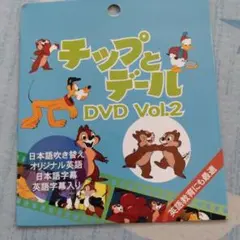 チップと
デール
DVD Vol.2
日本語吹き替え
オリジナル英語
日本語字幕
英語字幕入り
英語教育にも最適